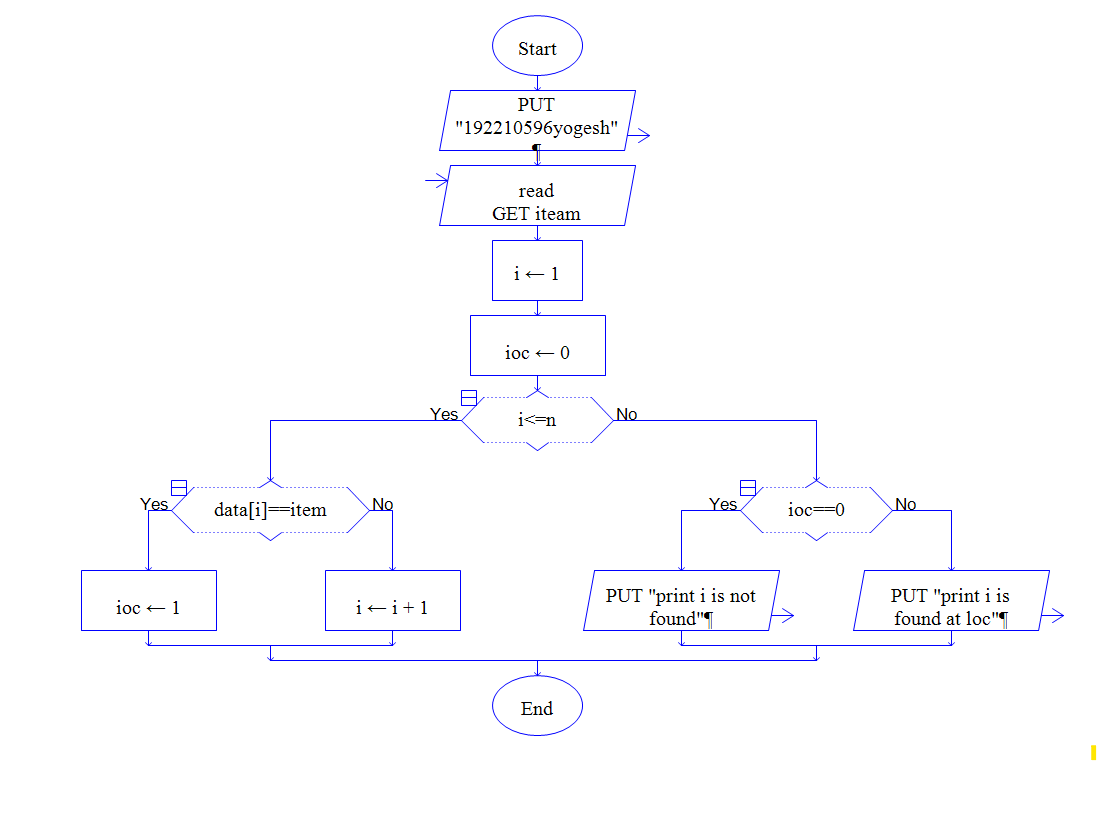 Start
PUT
"192210596yogesh"
¶
read
GET iteam
i ← 1
ioc ← 0
Yes
i<=n
No
Yes
data[i]==item
No
Yes
ioc==0
No
ioc ← 1
i ← i + 1
PUT "print i is not
found"¶
PUT "print i is
found at loc"¶
End